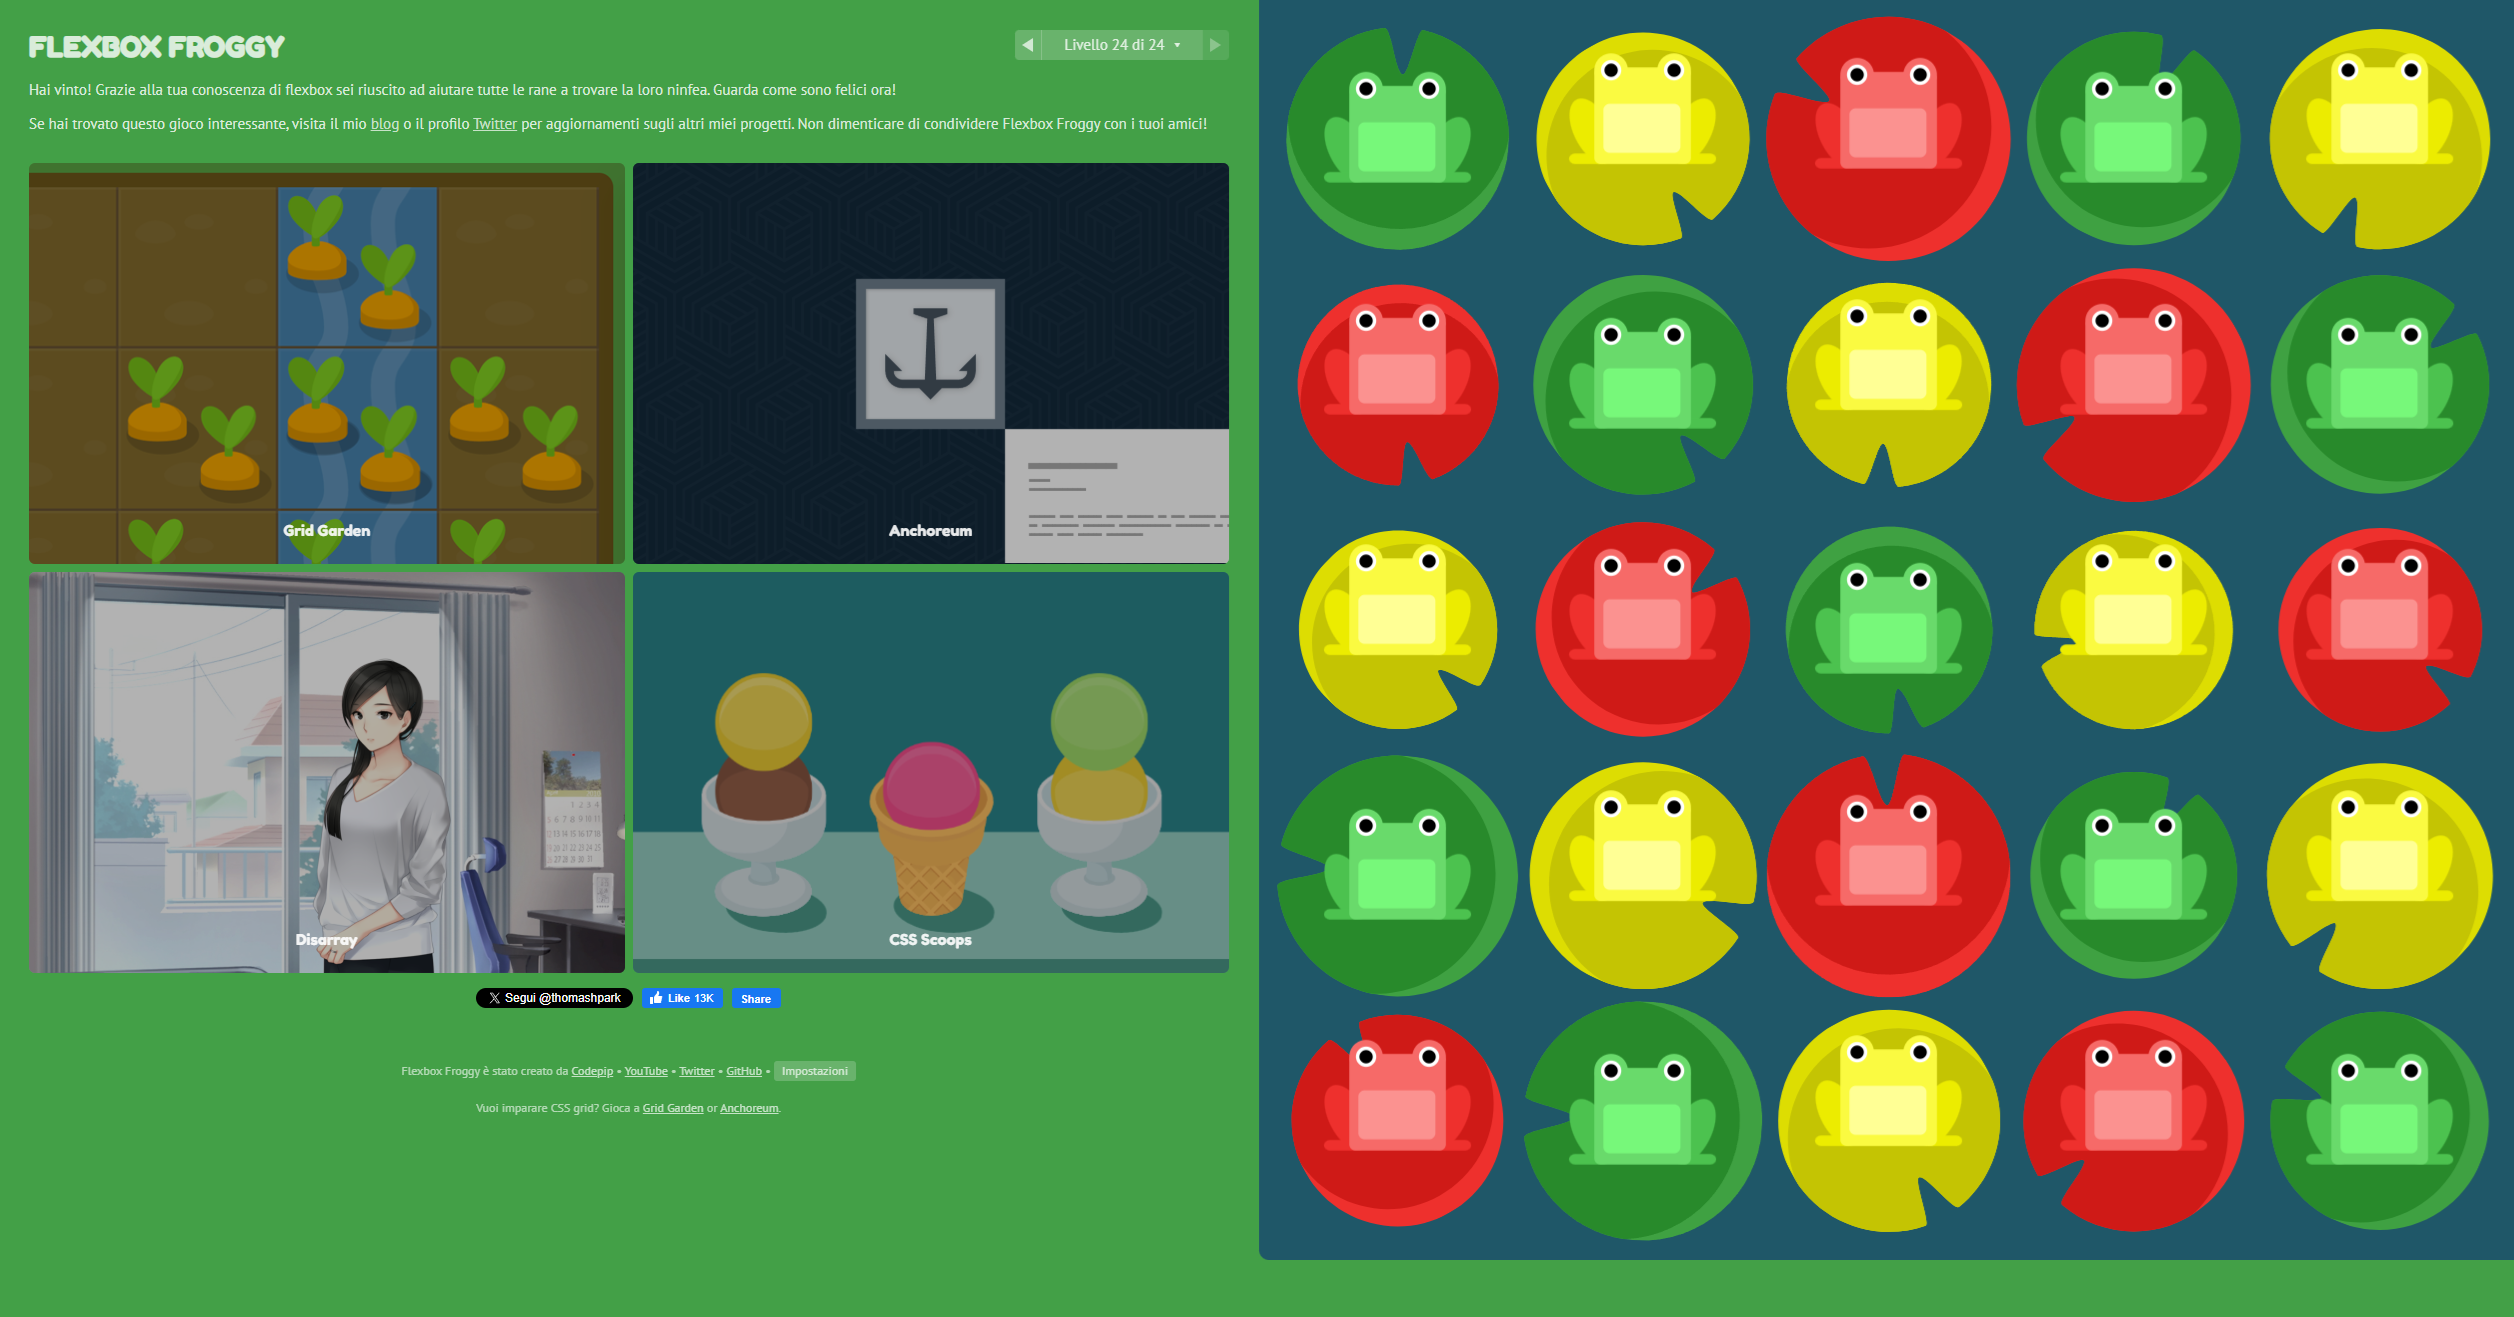 FLEXBOX FROGGY
Livello 24 di 24
Hai vinto! Grazie alla tua conoscenza di flexbox sei riuscito ad aiutare tutte le rane a trovare la loro ninfea. Guarda come sono felici ora!
Se hai trovato questo gioco interessante, visita il mio blog o il profilo Twitter per aggiornamenti sugli altri miei progetti. Non dimenticare di condividere Flexbox Froggy con i tuoi amici!
Grid Garden
Anchoreum
Disarray
CSS Scoops
Segui @thomashpark
Like 13K
Share
Flexbox Froggy è stato creato da Codepip • YouTube • Twitter • GitHub • Impostazioni
Vuoi imparare CSS grid? Gioca a Grid Garden or Anchoreum.